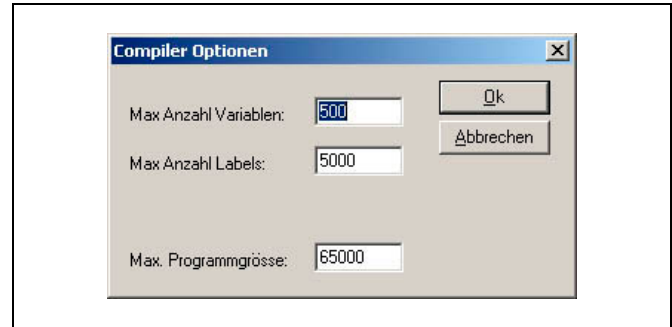 Compiler Optionen
Max Anzahl Variablen: 500
Ok
Abbrechen
Max Anzahl Labels: 5000
Max. Programmgrösse: 65000